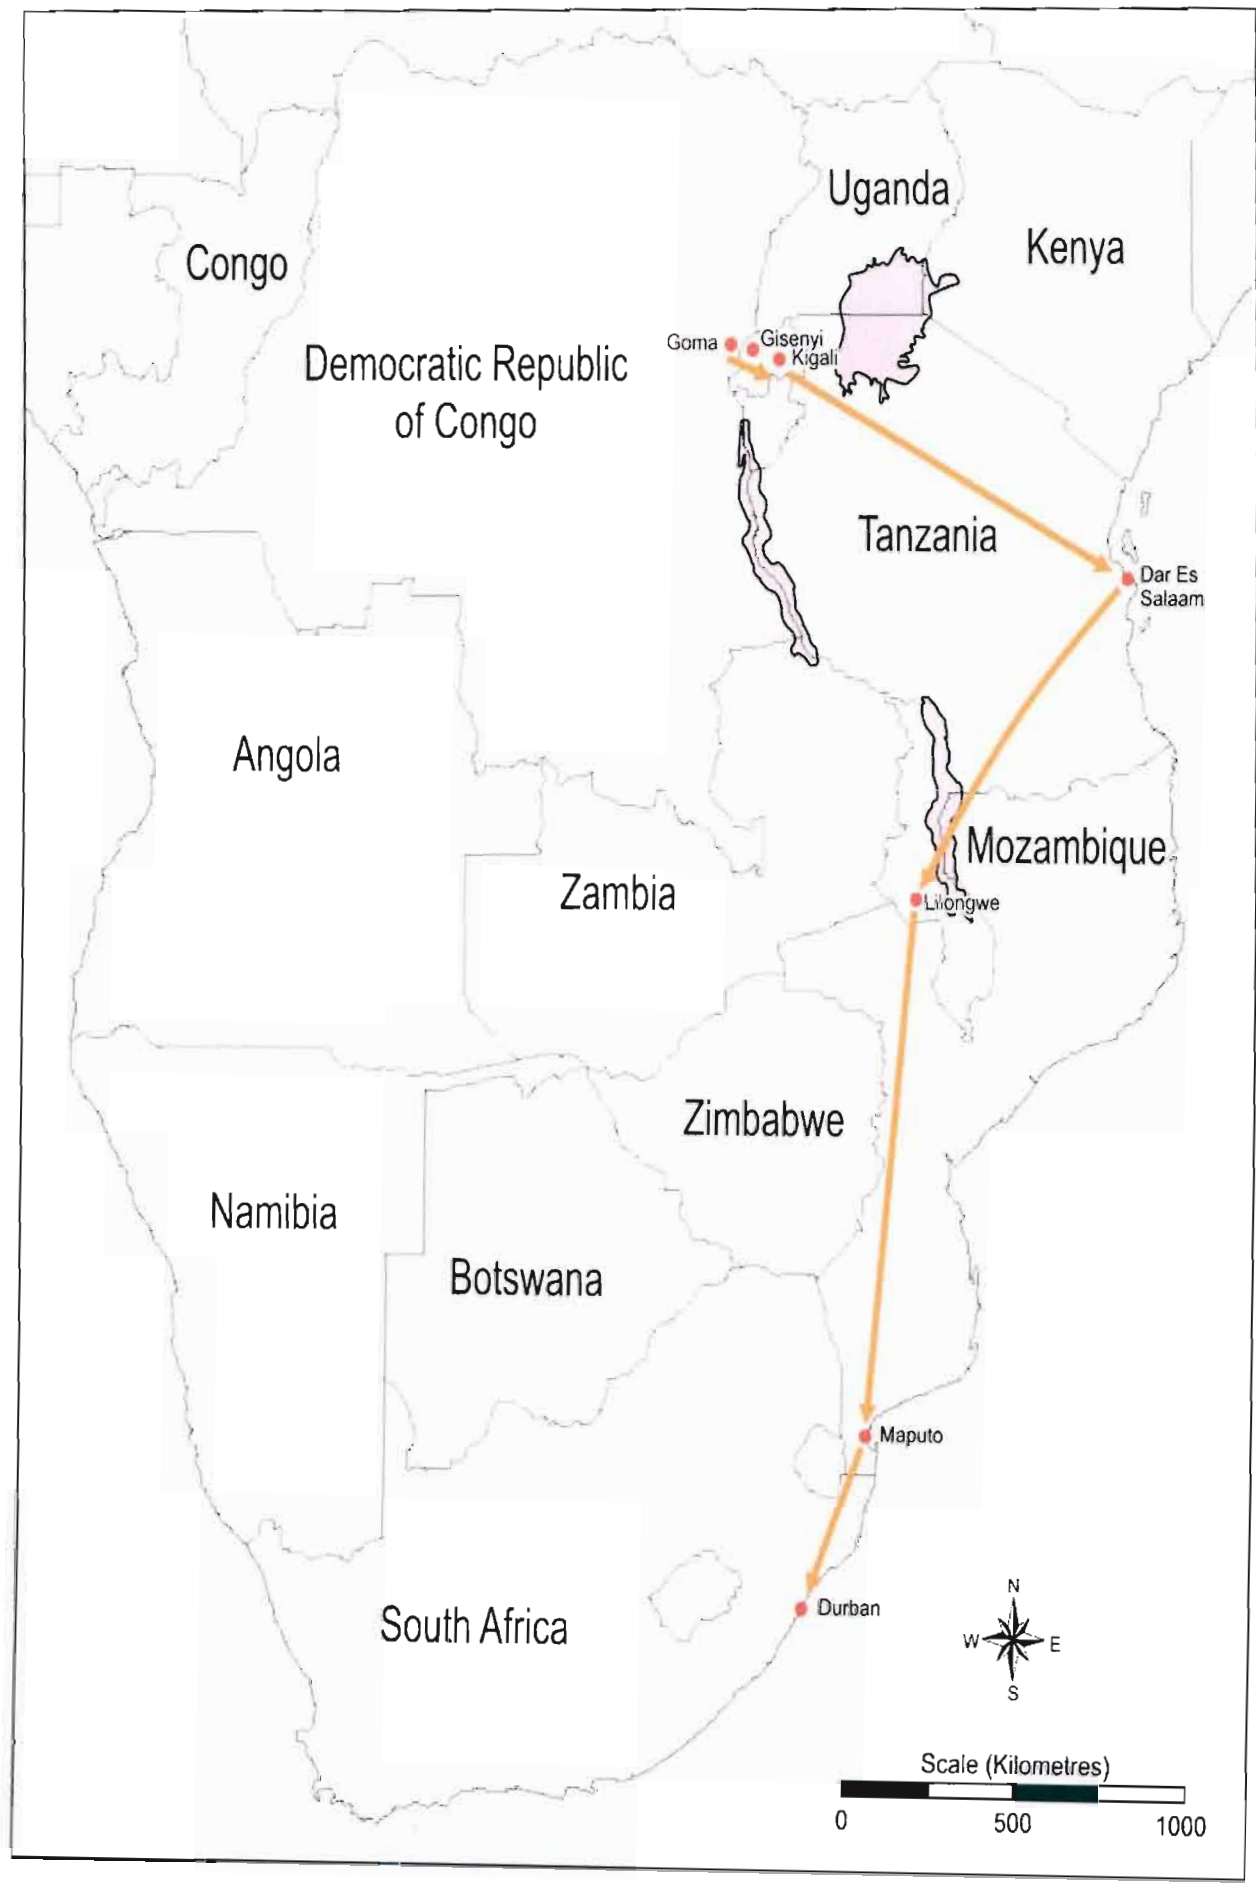 Uganda
Kenya
Congo
Goma
Gisenyi
Kigali
Democratic Republic
of Congo
Tanzania
Dar Es
Salaam
Angola
Mozambique
Zambia
Lilongwe
Zimbabwe
Namibia
Botswana
Maputo
South Africa
Durban
N
W E
S
Scale (Kilometres)
0 500 1000